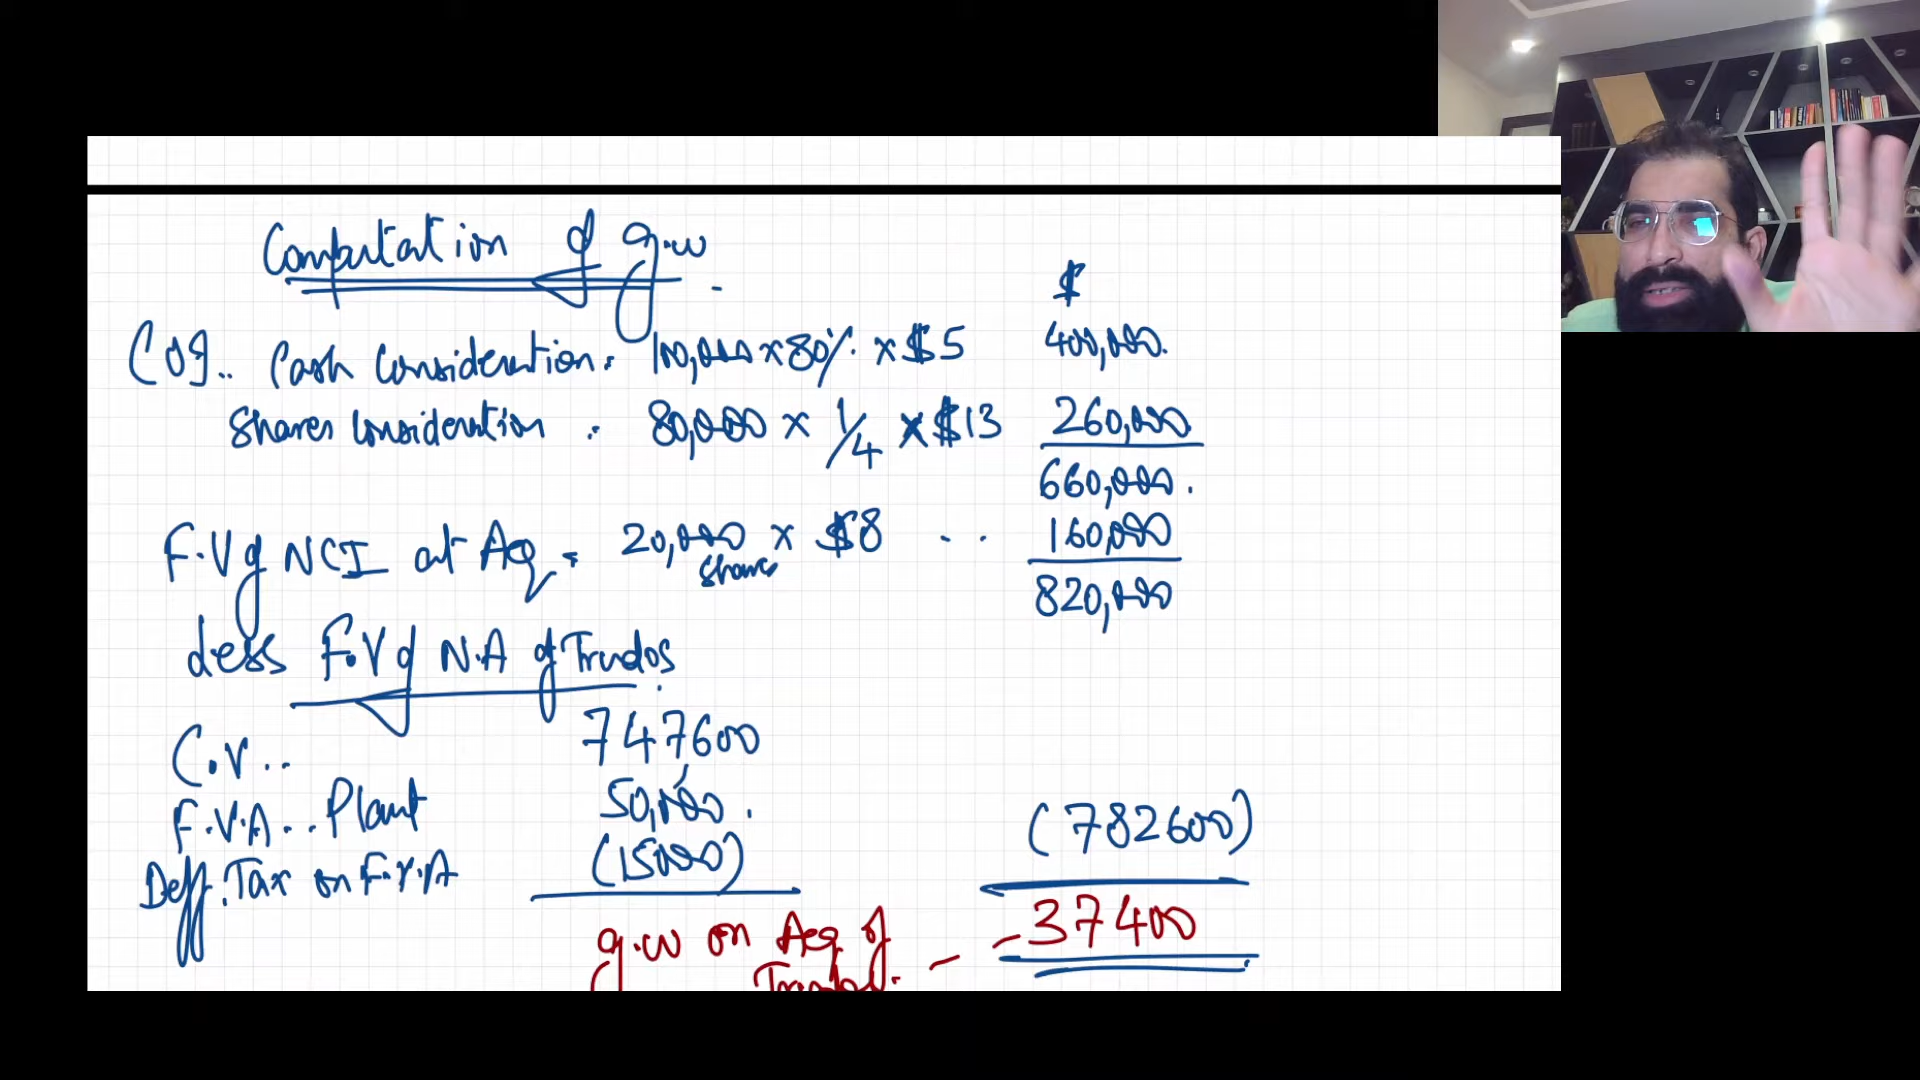 Computation of g.w
$
COI.. Cash Consideration. 100,000 x 80% x $5 400,000.
Shares Consideration . 80,000 x 1/4 x $13 260,000
660,000.
F.V of NCI at Aq. 20,000 x $8 .. 160,000
shares
820,000
Less F.V of N.A of Trudos
C.V.. 747,600
F.V.A... Plant 50,000.
(782600)
Deff. Tax on F.V.A (15000)
g.w on Acq of -- 37400